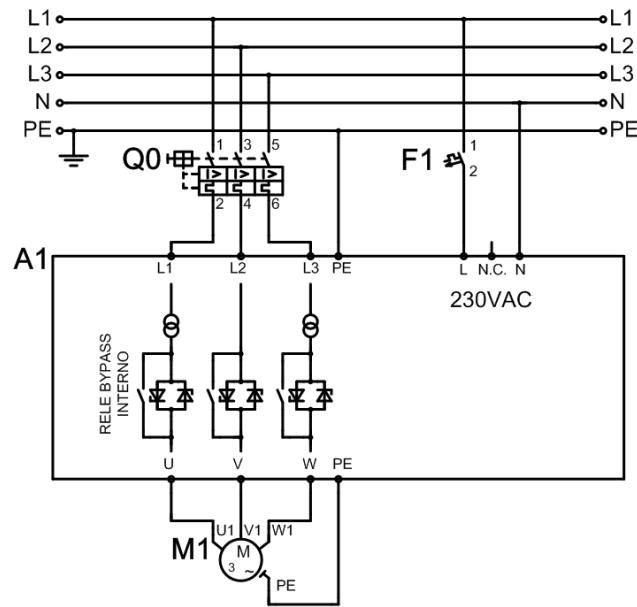 L1 L1
L2 L2
L3 L3
N N
PE PE
Q0 1 3 5 F1 1
I> I> I> 2
2 4 6
A1
L1 L2 L3 PE L N.C. N
230VAC
RELE BYPASS
INTERNO
U V W PE
U1 V1 W1
M1 M
3 ~
PE